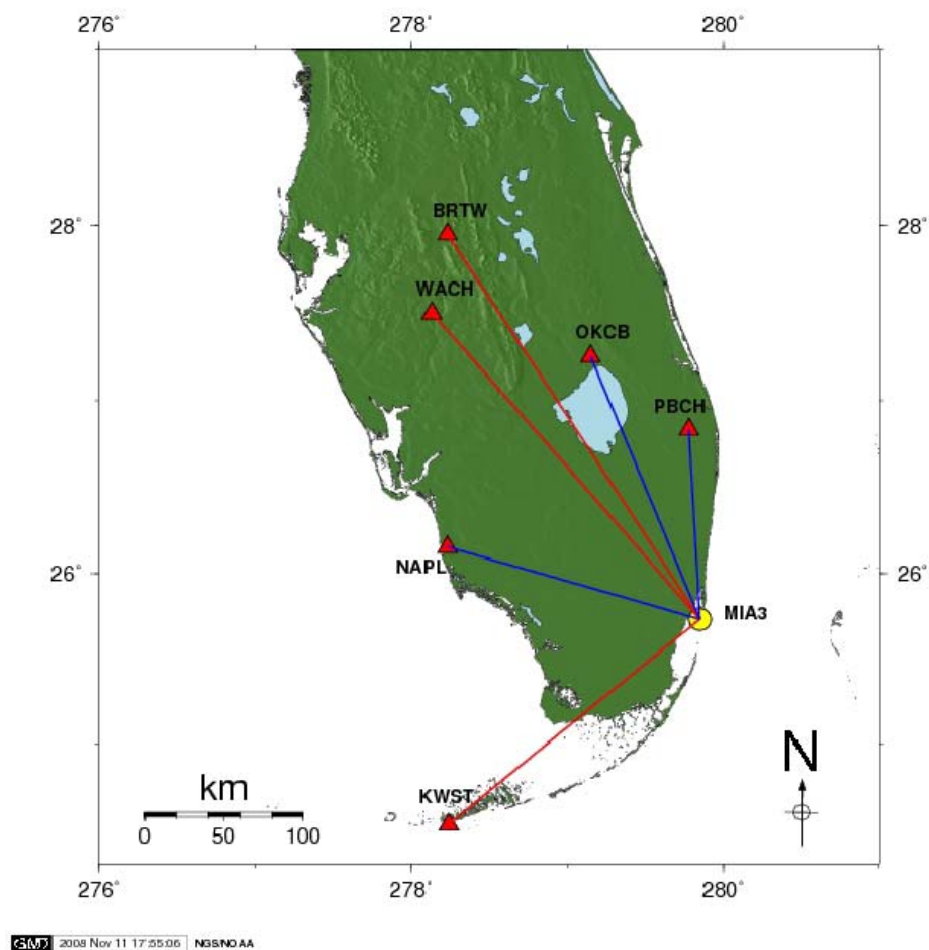 276° 278° 280°
28° 28°
BRTW
WACH
OKCB
PBCH
26° 26°
NAPL
MIA3
N
km
0 50 100
KWST
276° 278° 280°
GMT 2008 Nov 11 17:55:06 NGS/NOAA